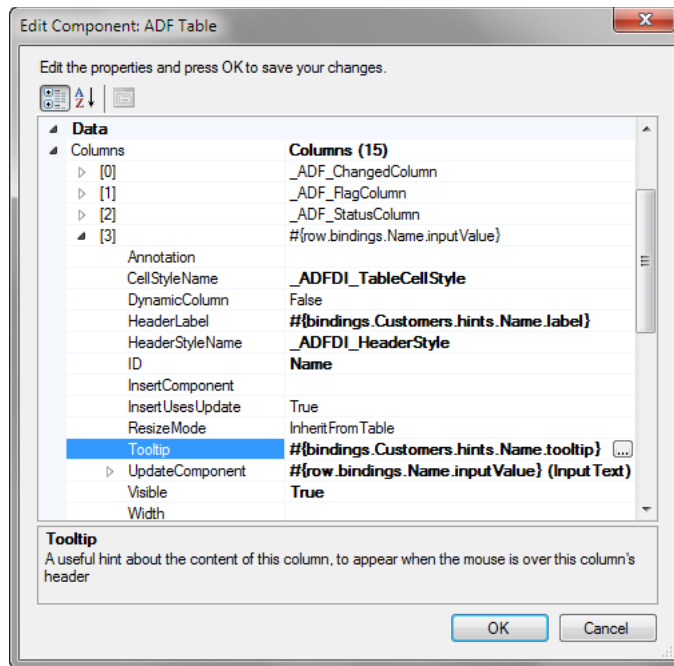 Edit Component: ADF Table
Edit the properties and press OK to save your changes.
Data
Columns Columns (15)
[0] _ADF_ChangedColumn
[1] _ADF_FlagColumn
[2] _ADF_StatusColumn
[3] #{row.bindings.Name.inputValue}
Annotation
CellStyleName _ADFDI_TableCellStyle
DynamicColumn False
HeaderLabel #{bindings.Customers.hints.Name.label}
HeaderStyleName _ADFDI_HeaderStyle
ID Name
InsertComponent
InsertUsesUpdate True
ResizeMode InheritFromTable
Tooltip #{bindings.Customers.hints.Name.tooltip} ...
UpdateComponent #{row.bindings.Name.inputValue} (InputText)
Visible True
Width
Tooltip
A useful hint about the content of this column, to appear when the mouse is over this column's
header
OK Cancel